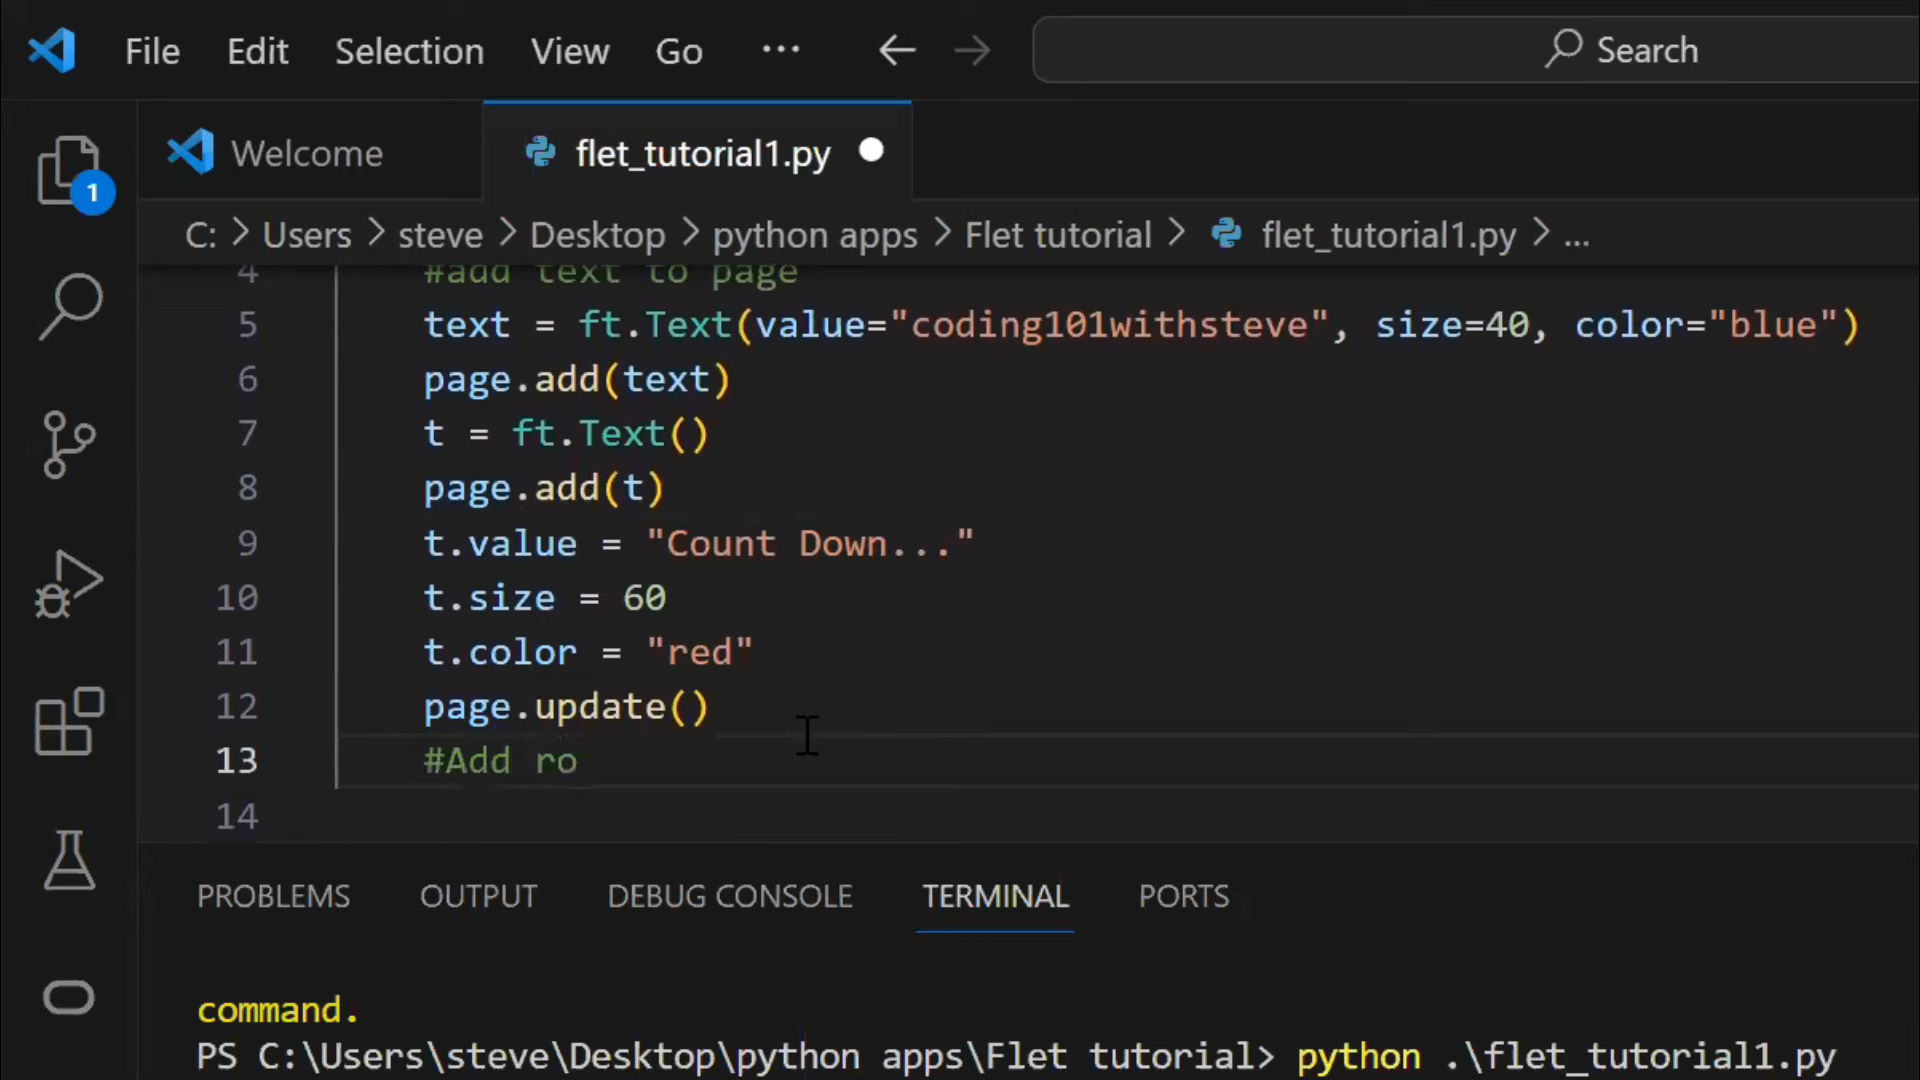 File Edit Selection View Go ... Search
Welcome flet_tutorial1.py
1
C: > Users > steve > Desktop > python apps > Flet tutorial > flet_tutorial1.py > ...
4 #add text to page
5 text = ft.Text(value="coding101withsteve", size=40, color="blue")
6 page.add(text)
7 t = ft.Text()
8 page.add(t)
9 t.value = "Count Down..."
10 t.size = 60
11 t.color = "red"
12 page.update()
13 #Add ro
14
PROBLEMS OUTPUT DEBUG CONSOLE TERMINAL PORTS
command.
PS C:\Users\steve\Desktop\python apps\Flet tutorial> python .\flet_tutorial1.py